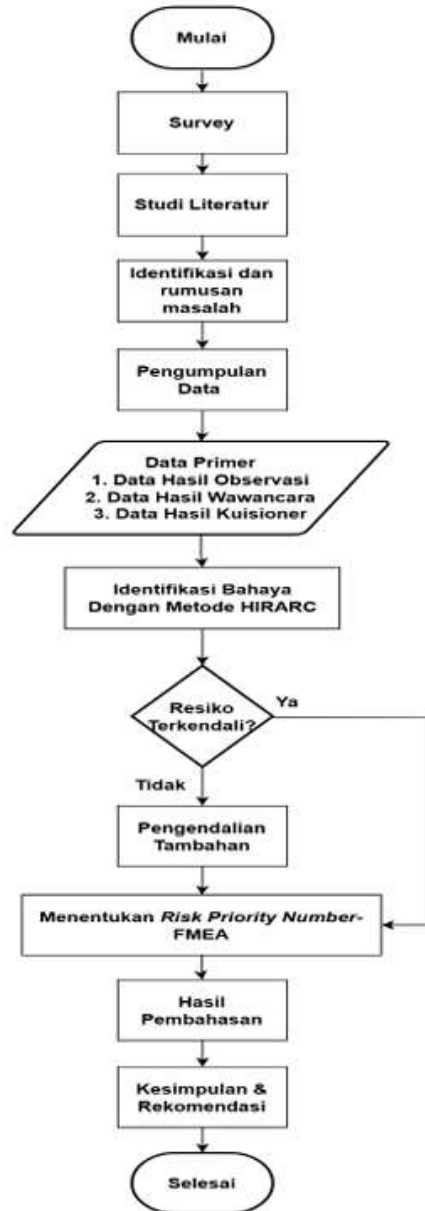 Mulai
Survey
Studi Literatur
Identifikasi dan
rumusan
masalah
Pengumpulan
Data
Data Primer
1. Data Hasil Observasi
2. Data Hasil Wawancara
3. Data Hasil Kuisioner
Identifikasi Bahaya
Dengan Metode HIRARC
Resiko
Terkendali?
Ya
Tidak
Pengendalian
Tambahan
Menentukan Risk Priority Number-
FMEA
Hasil
Pembahasan
Kesimpulan &
Rekomendasi
Selesai